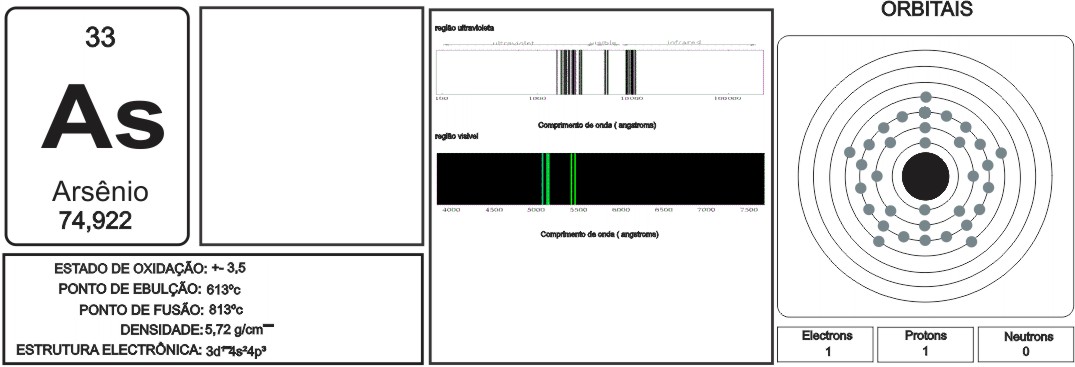 33
As
Arsênio
74,922
ESTADO DE OXIDAÇÃO: +- 3,5
PONTO DE EBULÇÃO: 613ºc
PONTO DE FUSÃO: 813ºc
DENSIDADE: 5,72 g/cm
ESTRUTURA ELECTRÔNICA: 3d 4s²4p³
região ultravioleta
ultraviolet visible infrared
100 1000 10000 100000
Comprimento de onda ( angstroms)
região visível
4000 4500 5000 5500 6000 6500 7000 7500
Comprimento de onda ( angstroms)
ORBITAIS
Electrons Protons Neutrons
1 1 0